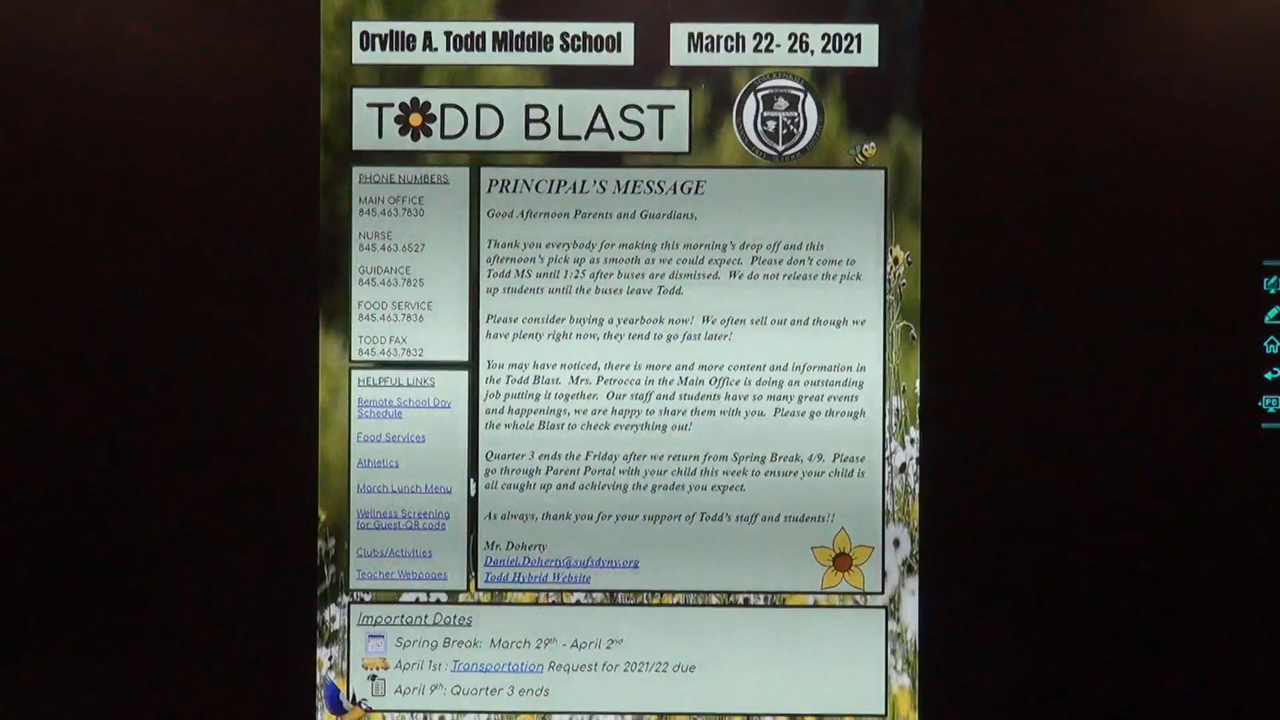 Orville A. Todd Middle School
March 22- 26, 2021
TODD BLAST
PHONE NUMBERS
MAIN OFFICE
845.463.7830
NURSE
845.463.6527
GUIDANCE
845.463.7825
FOOD SERVICE
845.463.7836
TODD FAX
845.463.7832
HELPFUL LINKS
Remote School Day
Schedule
Food Services
Athletics
March Lunch Menu
Wellness Screening
for Guest-QR code
Clubs/Activities
Teacher Webpages
PRINCIPAL'S MESSAGE
Good Afternoon Parents and Guardians,
Thank you everybody for making this morning's drop off and this
afternoon's pick up as smooth as we could expect. Please don't come to
Todd MS until 1:25 after buses are dismissed. We do not release the pick
up students until the buses leave Todd.
Please consider buying a yearbook now! We often sell out and though we
have plenty right now, they tend to go fast later!
You may have noticed, there is more and more content and information in
the Todd Blast. Mrs. Petrocca in the Main Office is doing an outstanding
job putting it together. Our staff and students have so many great events
and happenings, we are happy to share them with you. Please go through
the whole Blast to check everything out!
Quarter 3 ends the Friday after we return from Spring Break, 4/9. Please
go through Parent Portal with your child this week to ensure your child is
all caught up and achieving the grades you expect.
As always, thank you for your support of Todd's staff and students!!
Mr. Doherty
Daniel.Doherty@sufsdyny.org
Todd Hybrid Website
Important Dates
Spring Break: March 29th - April 2nd
April 1st : Transportation Request for 2021/22 due
April 9th: Quarter 3 ends